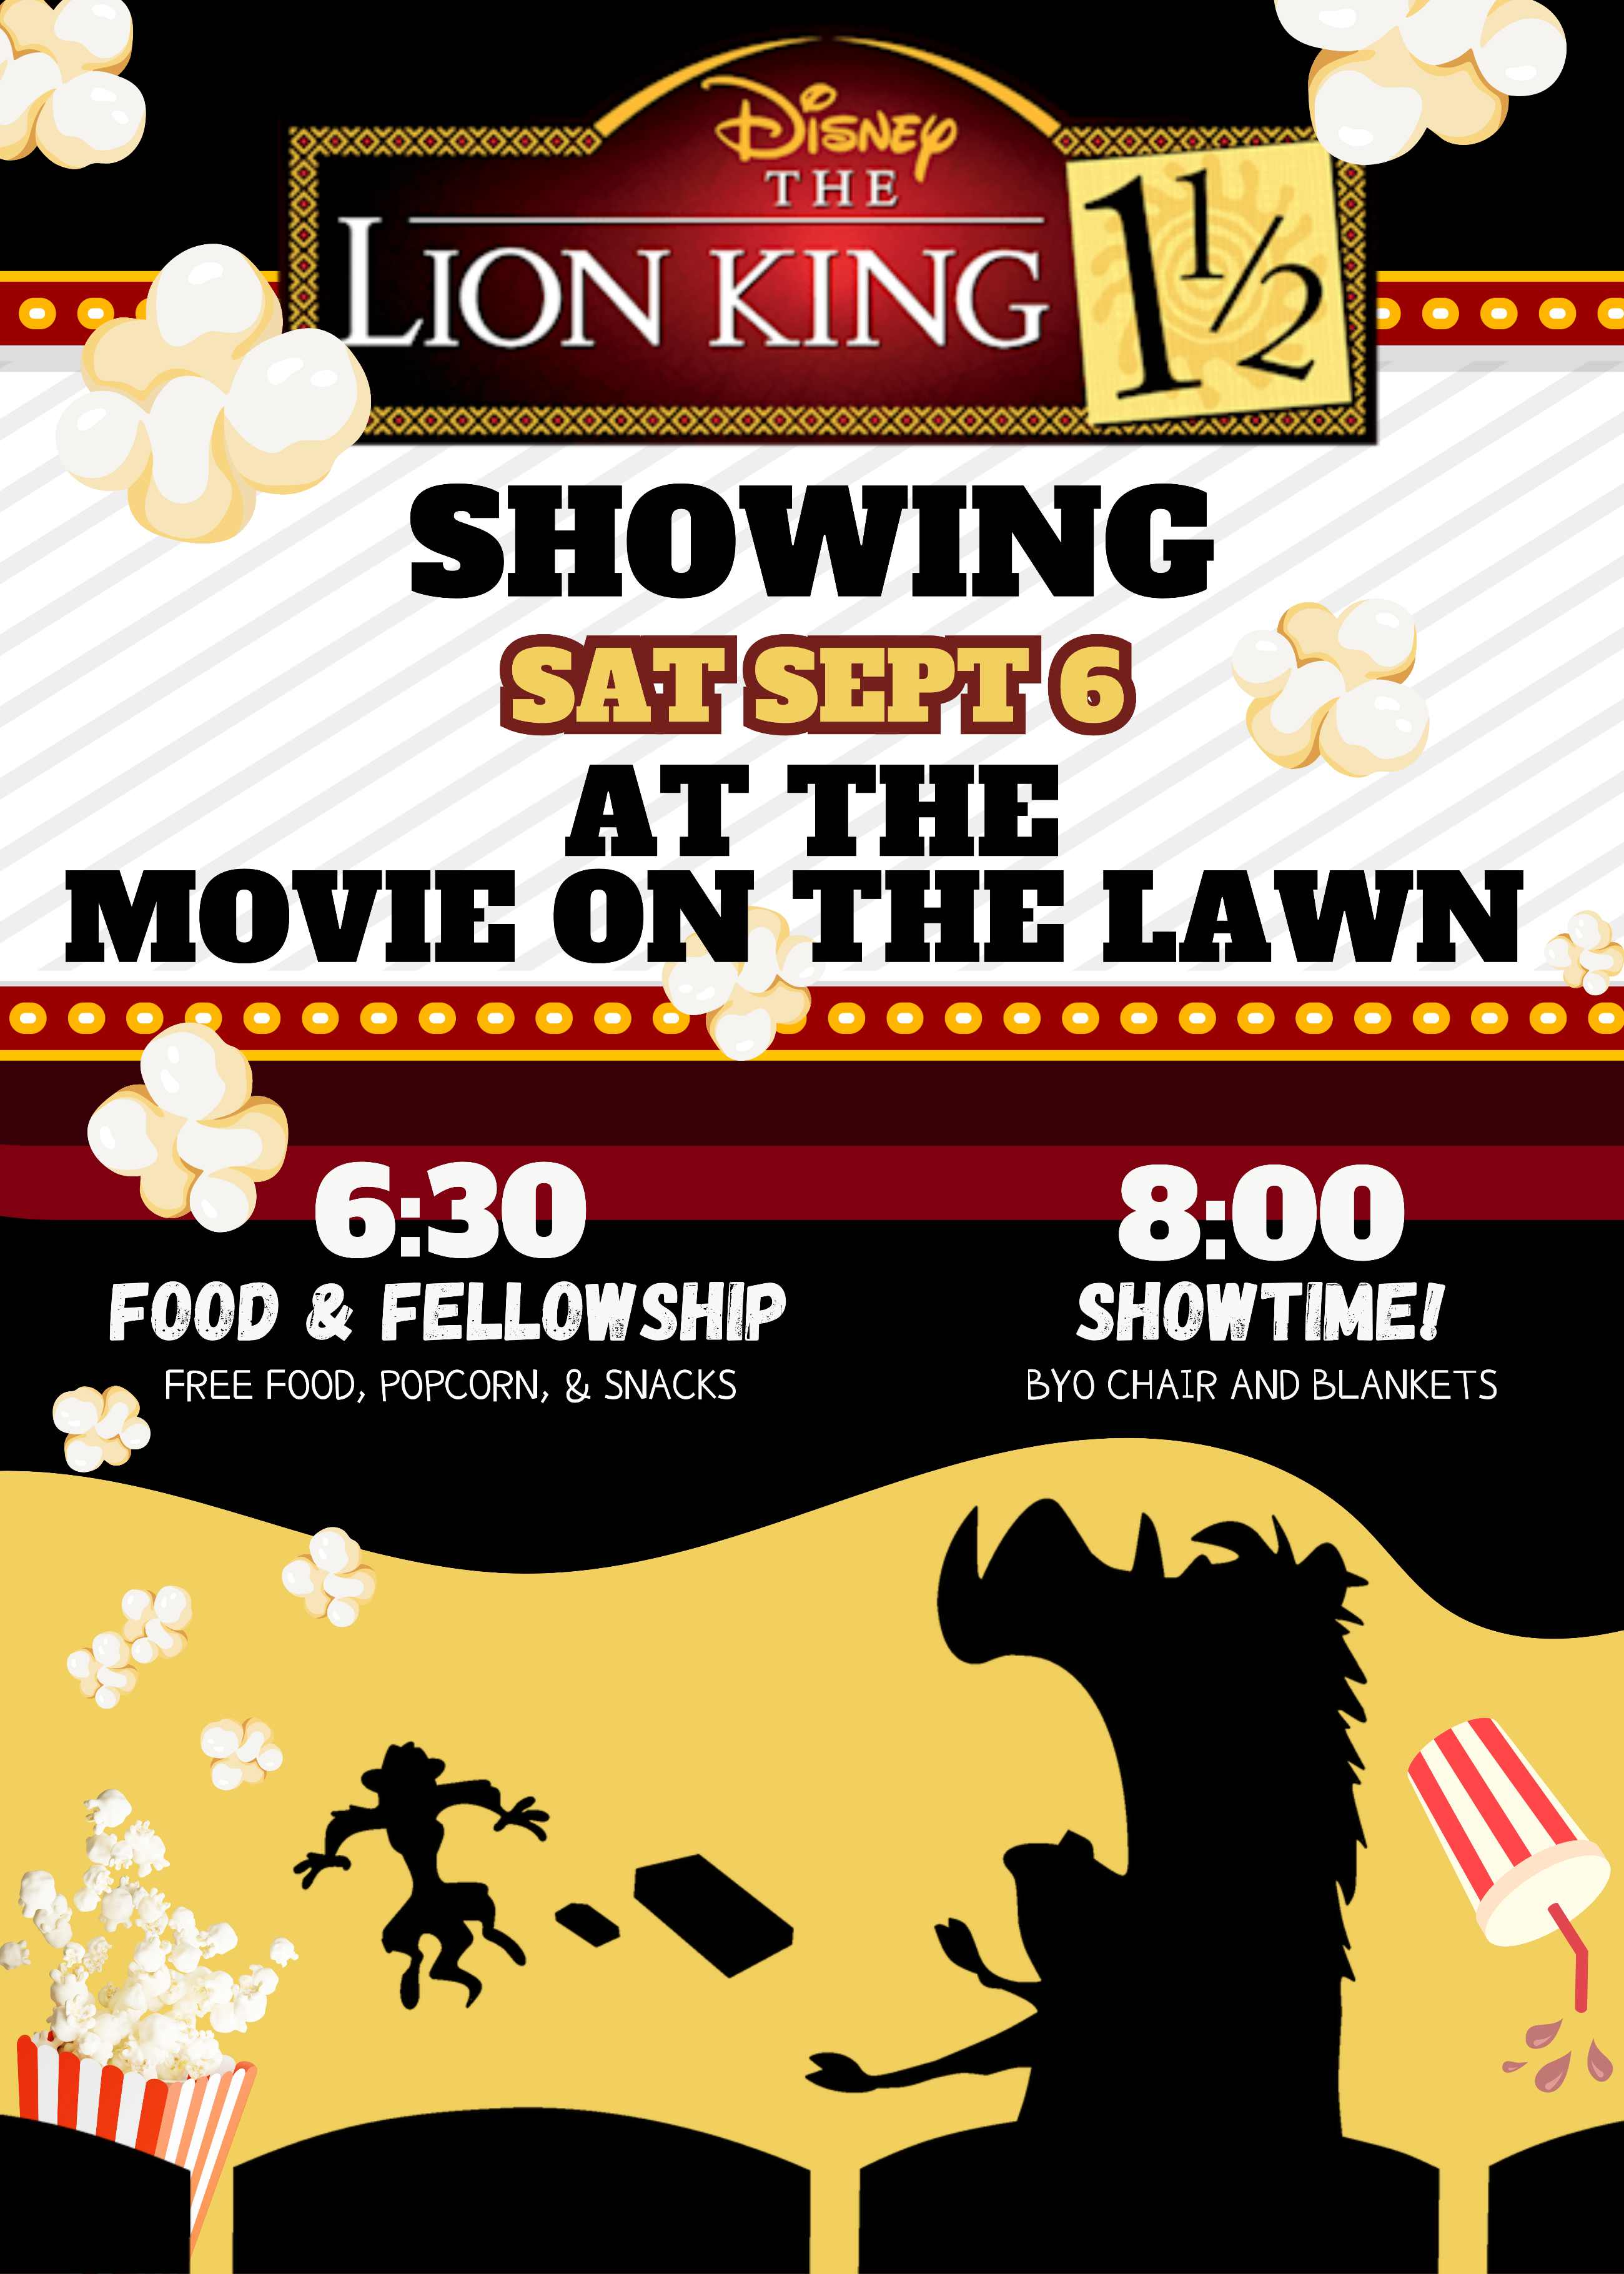 Disney
THE
LION KING 1½
SHOWING
SAT SEPT 6
AT THE
MOVIE ON THE LAWN
6:30
FOOD & FELLOWSHIP
FREE FOOD, POPCORN, & SNACKS
8:00
SHOWTIME!
BYO CHAIR AND BLANKETS